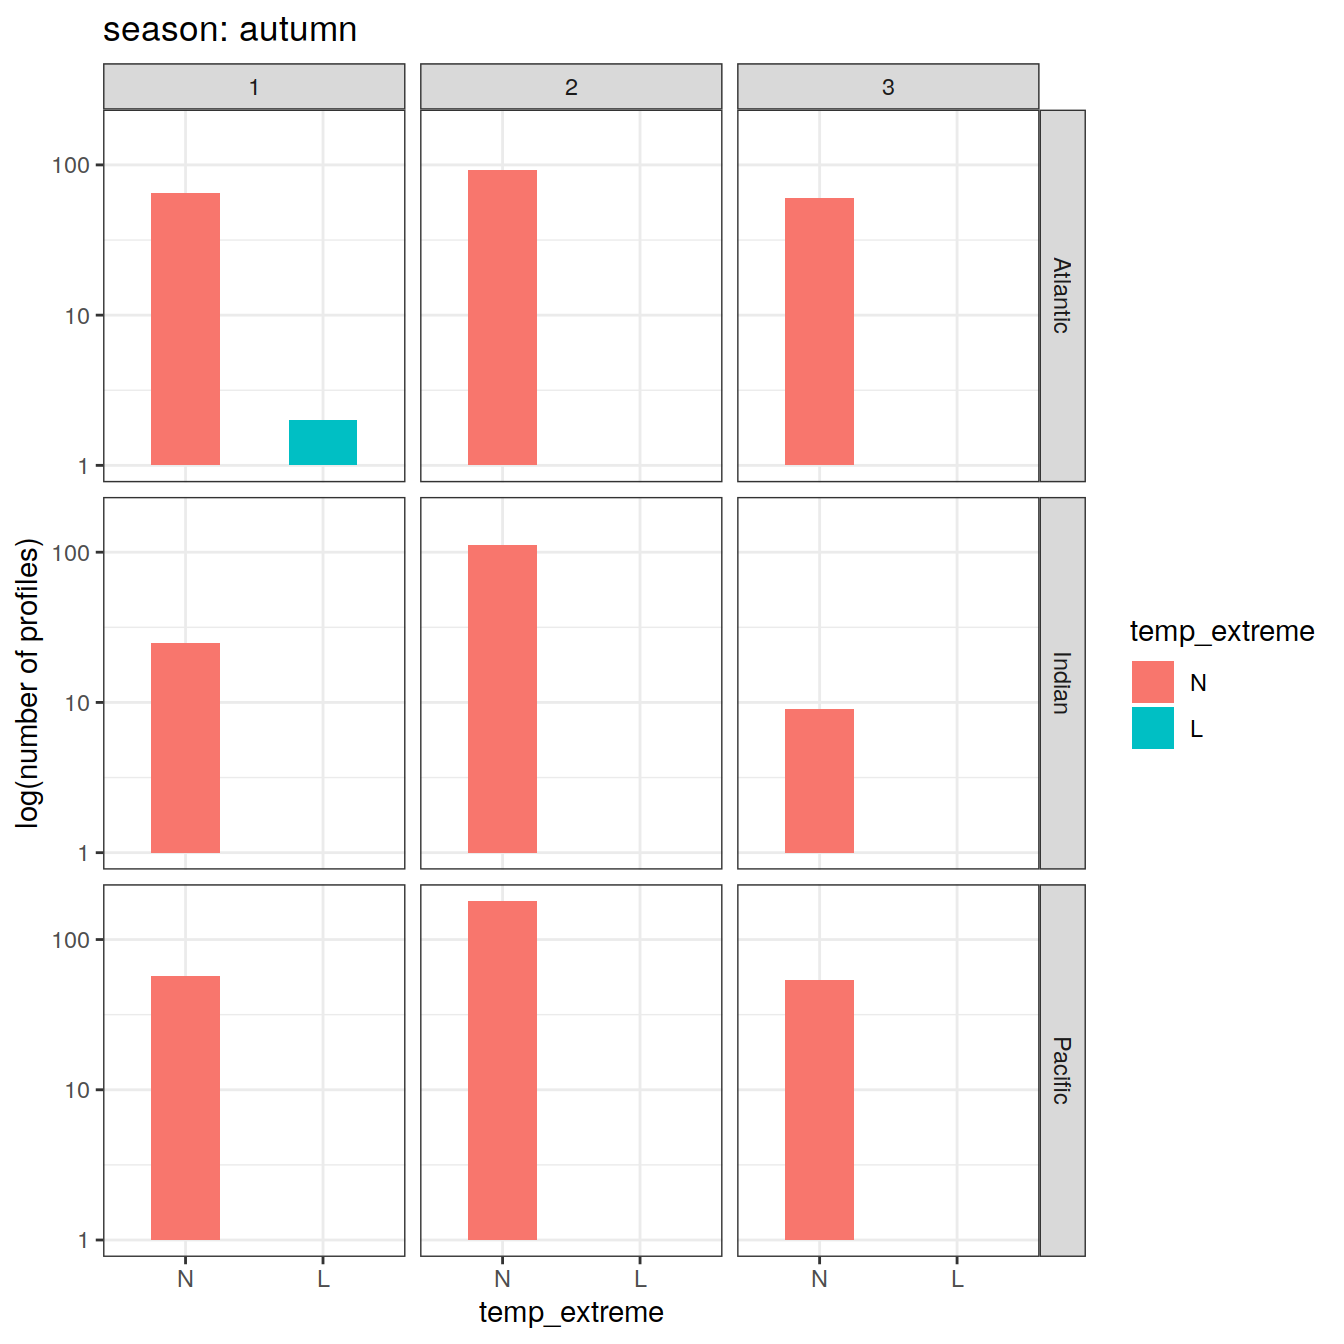 season: autumn
1
2
3
100
10
1
Atlantic
100
10
1
Indian
100
10
1
Pacific
log(number of profiles)
N
L
N
L
N
L
temp_extreme
temp_extreme
N
L